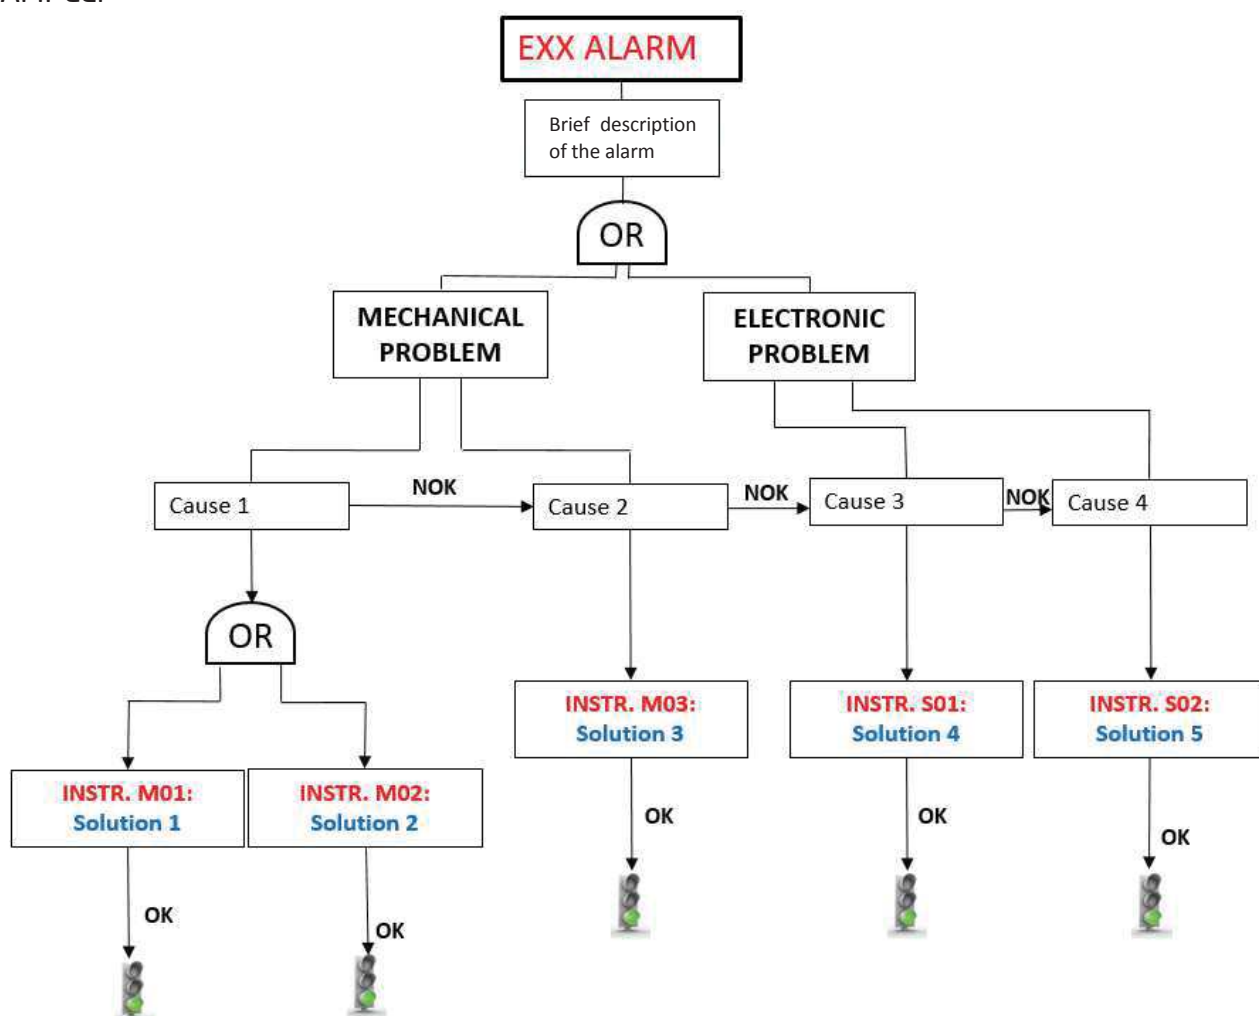 EXX ALARM
Brief description
of the alarm
OR
MECHANICAL
PROBLEM
ELECTRONIC
PROBLEM
Cause 1
NOK
Cause 2
NOK
Cause 3
NOK
Cause 4
OR
INSTR. M03:
Solution 3
INSTR. S01:
Solution 4
INSTR. S02:
Solution 5
INSTR. M01:
Solution 1
INSTR. M02:
Solution 2
OK
OK
OK
OK
OK